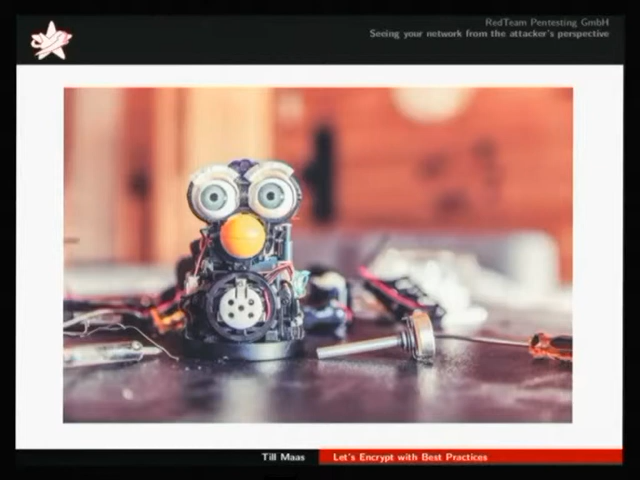 RedTeam Pentesting GmbH
Seeing your network from the attacker's perspective
Till Maas
Let's Encrypt with Best Practices